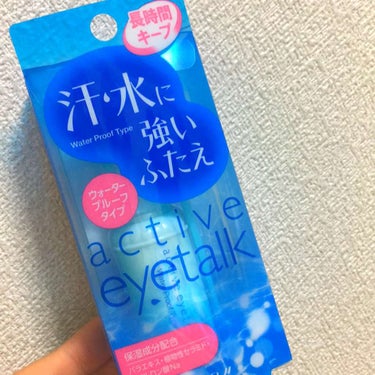 長時間
キープ
汗・水に
強い
ふたえ
Water Proof Type
ウォーター
プルーフ
タイプ
active
eyetalk
保湿成分配合